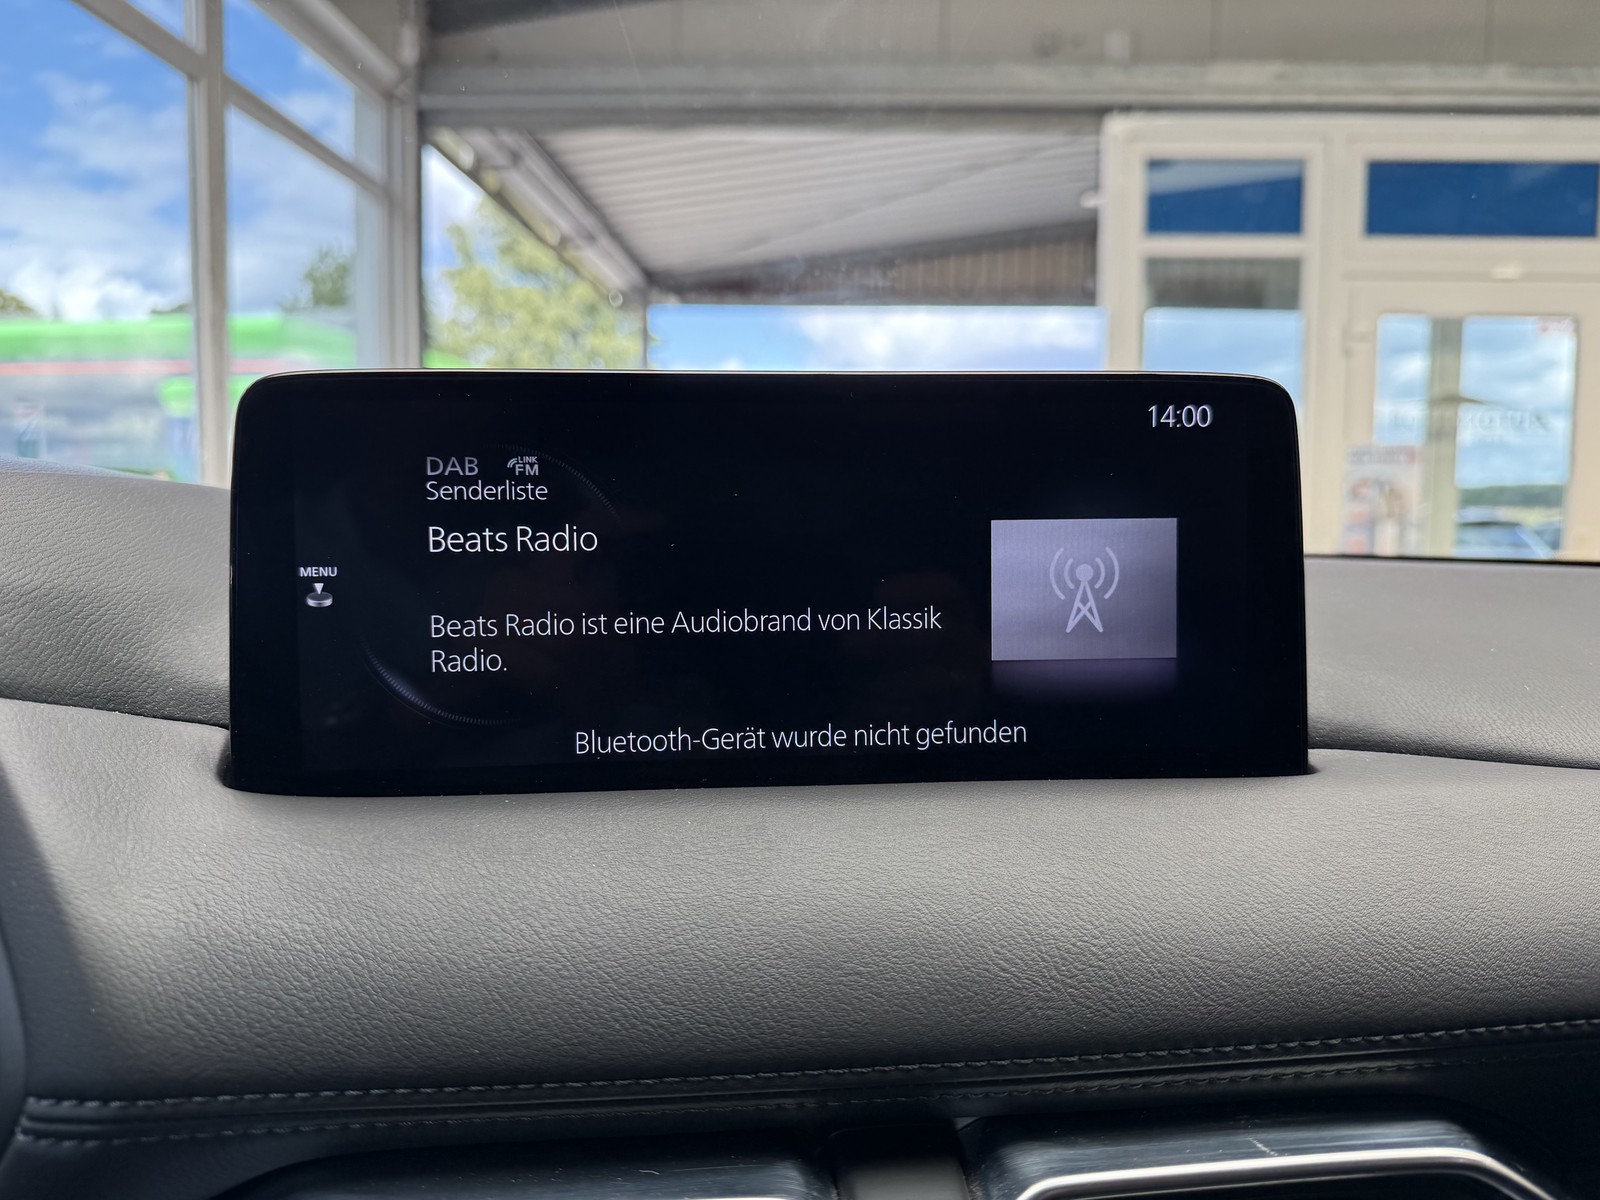 14:00
DAB LINK FM
Senderliste
Beats Radio
MENU
Beats Radio ist eine Audiobrand von Klassik
Radio.
Bluetooth-Gerät wurde nicht gefunden